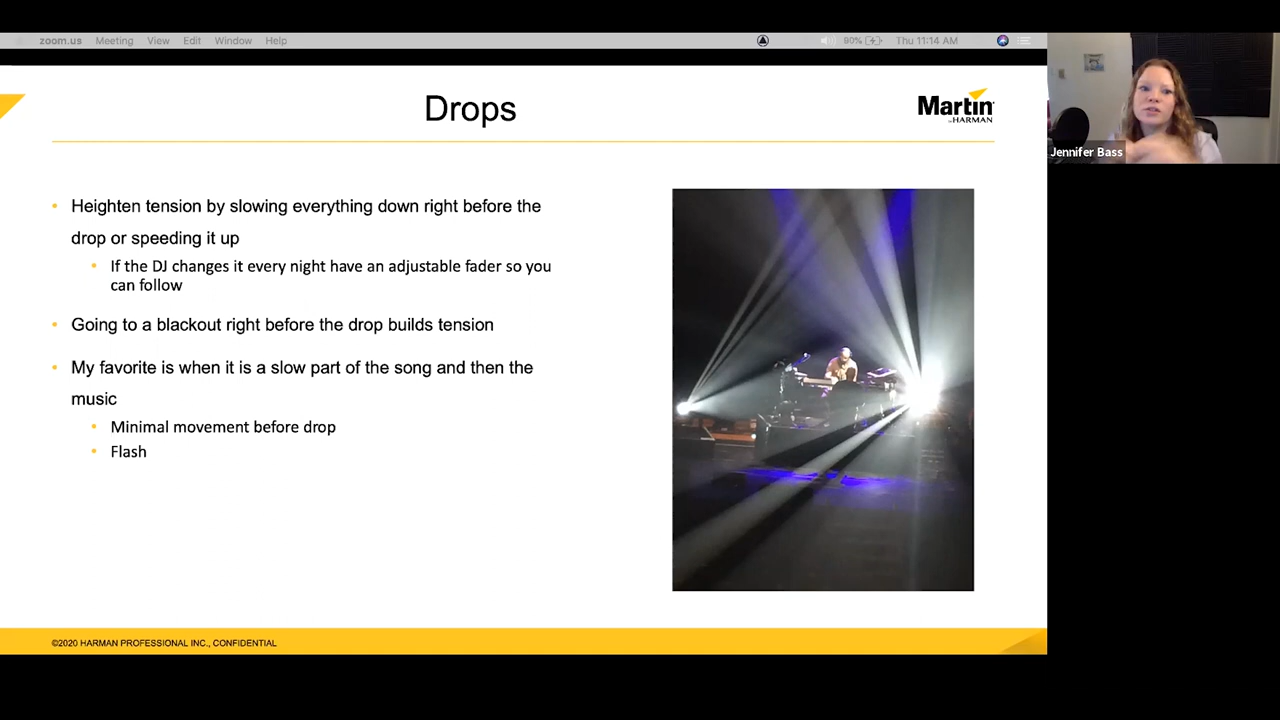 zoom.us Meeting View Edit Window Help 90% Thu 11:14 AM
Drops
Martin
by HARMAN
Jennifer Bass
• Heighten tension by slowing everything down right before the
drop or speeding it up
• If the DJ changes it every night have an adjustable fader so you
can follow
• Going to a blackout right before the drop builds tension
• My favorite is when it is a slow part of the song and then the
music
• Minimal movement before drop
• Flash
©2020 HARMAN PROFESSIONAL INC., CONFIDENTIAL